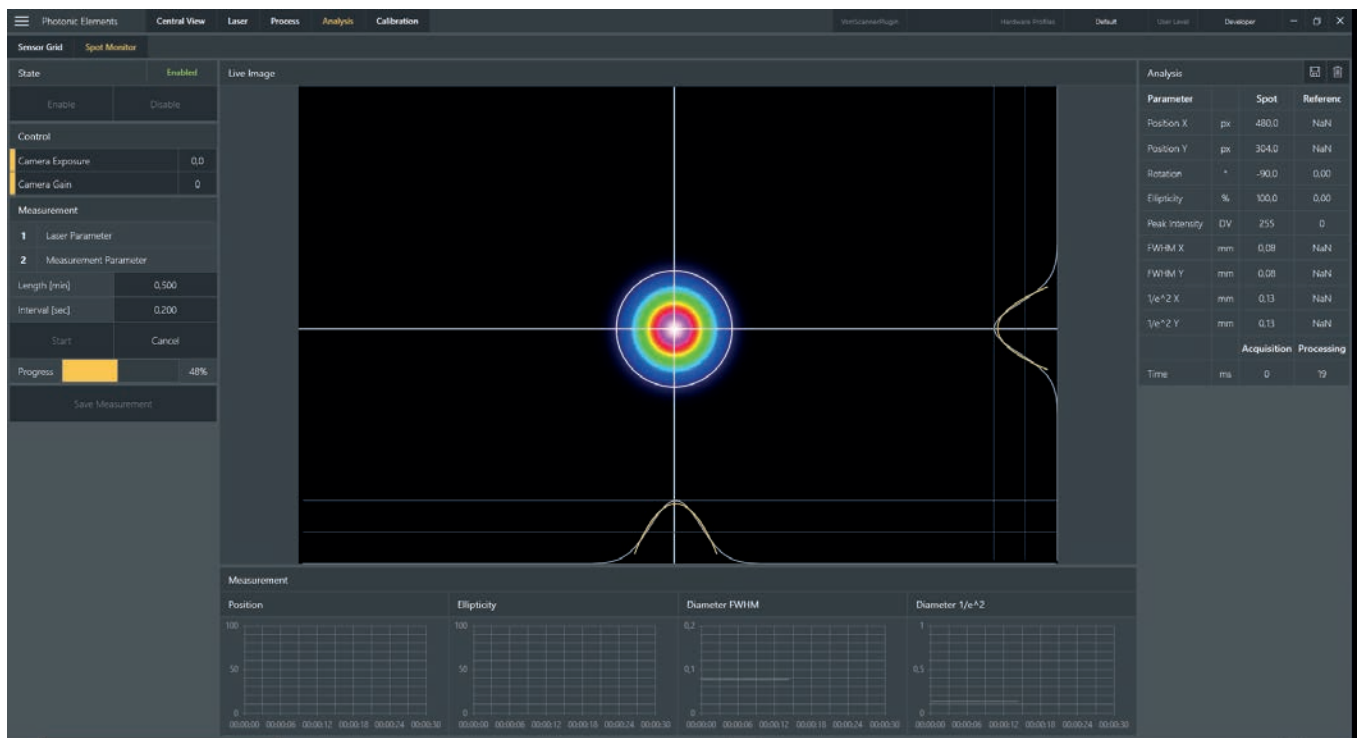 Photonic Elements Central View Laser Process Analysis Calibration VortScannerPlugin Hardware Profiles Default User Level Developer
Sensor Grid Spot Monitor
State Enabled
Enable Disable
Control
Camera Exposure 0,0
Camera Gain 0
Measurement
1 Laser Parameter
2 Measurement Parameter
Length [min] 0,500
Interval [sec] 0,200
Start Cancel
Progress 48%
Save Measurement
Live Image
Measurement
Position
100
50
0
00:00:00 00:00:06 00:00:12 00:00:18 00:00:24 00:00:30
Ellipticity
100
50
0
00:00:00 00:00:06 00:00:12 00:00:18 00:00:24 00:00:30
Diameter FWHM
0,2
0,1
0
00:00:00 00:00:06 00:00:12 00:00:18 00:00:24 00:00:30
Diameter 1/e^2
1
0,5
0
00:00:00 00:00:06 00:00:12 00:00:18 00:00:24 00:00:30
Analysis
Parameter Spot Referenc
Position X px 480,0 NaN
Position Y px 304,0 NaN
Rotation ° -90,0 0,00
Ellipticity % 100,0 0,00
Peak Intensity DV 255 0
FWHM X mm 0,08 NaN
FWHM Y mm 0,08 NaN
1/e^2 X mm 0,13 NaN
1/e^2 Y mm 0,13 NaN
Acquisition Processing
Time ms 0 19